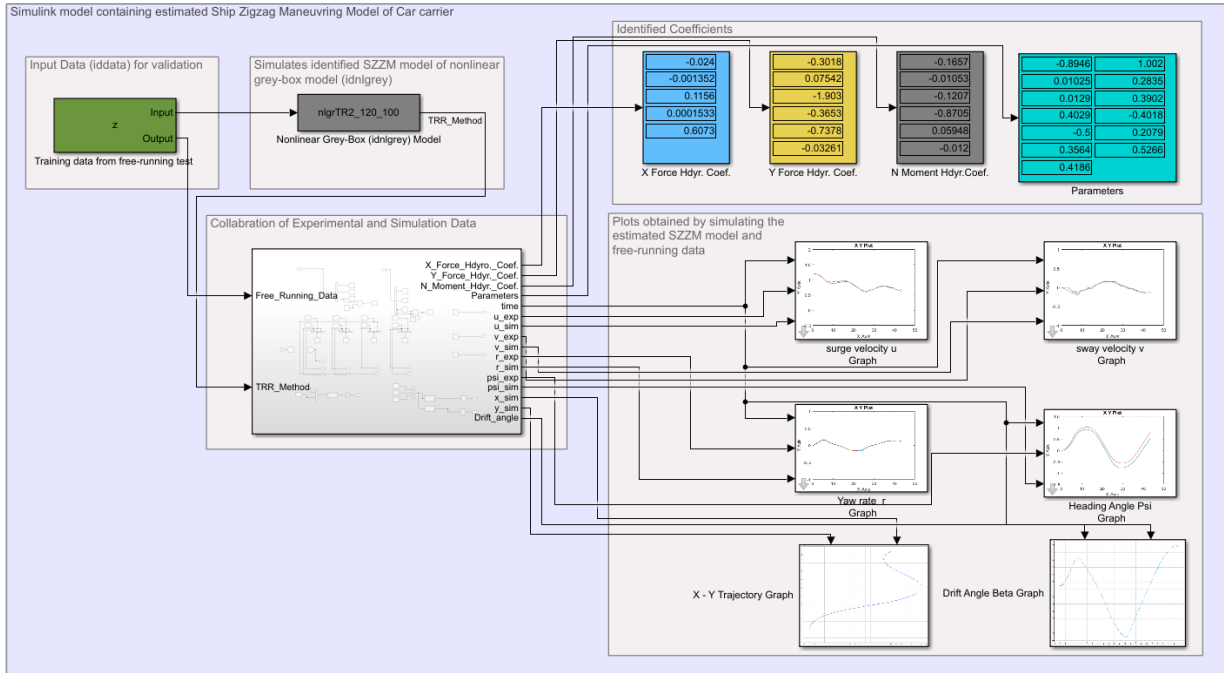 Simulink model containing estimated Ship Zigzag Maneuvring Model of Car carrier
Input Data (iddata) for validation
z
Input
Output
Training data from free-running test
Simulates identified SZZM model of nonlinear
grey-box model (idnlgrey)
nlgrTR2_120_100
TRR_Method
Nonlinear Grey-Box (idnlgrey) Model
Identified Coefficients
-0.024
-0.001352
0.1156
0.0001533
0.6073
X Force Hdyr. Coef.
-0.3018
0.07542
-1.903
-0.3653
-0.7378
-0.03261
Y Force Hdyr. Coef.
-0.1657
-0.01053
-0.1207
-0.8705
0.05948
-0.012
N Moment Hdyr.Coef.
-0.8946 1.002
0.01025 0.2835
0.0129 0.3902
0.4029 -0.4018
-0.5 0.2079
0.3564 0.5266
0.4186
Parameters
Collabration of Experimental and Simulation Data
Free_Running_Data
TRR_Method
X_Force_Hdyro._Coef.
Y_Force_Hdyr._Coef.
N_Moment_Hdyr._Coef.
Parameters
time
u_exp
u_sim
v_exp
v_sim
r_exp
r_sim
psi_exp
psi_sim
x_sim
y_sim
Drift_angle
Plots obtained by simulating the
estimated SZZM model and
free-running data
X Y Plot
X Axis
surge velocity u
Graph
X Y Plot
X Axis
sway velocity v
Graph
X Y Plot
X Axis
Yaw rate r
Graph
X Y Plot
X Axis
Heading Angle Psi
Graph
X - Y Trajectory Graph
Drift Angle Beta Graph